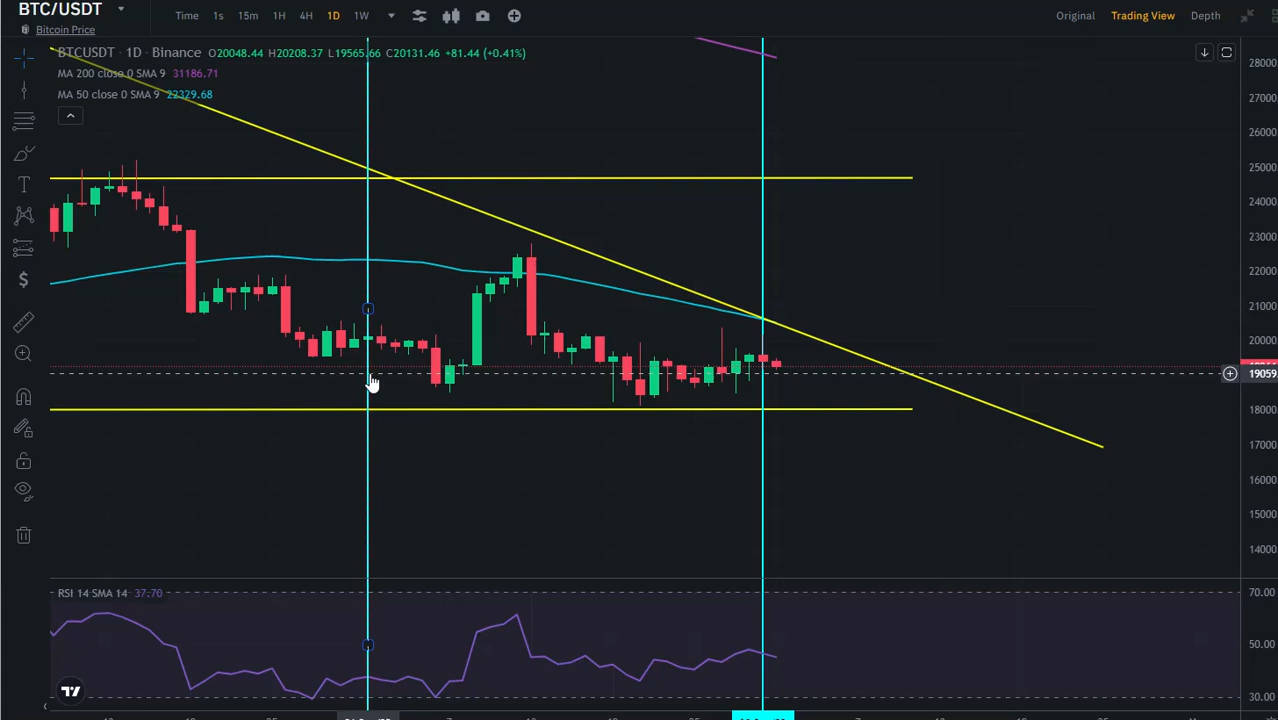 BTC/USDT
Bitcoin Price
Time 1s 15m 1H 4H 1D 1W
Original Trading View Depth
BTCUSDT · 1D · Binance O20048.44 H20208.37 L19565.66 C20131.46 +81.44 (+0.41%)
MA 200 close 0 SMA 9 31186.71
MA 50 close 0 SMA 9 22329.68
28000
27000
26000
25000
24000
23000
22000
21000
20000
19059
18000
17000
16000
15000
14000
RSI 14 SMA 14 37.70
70.00
50.00
30.00